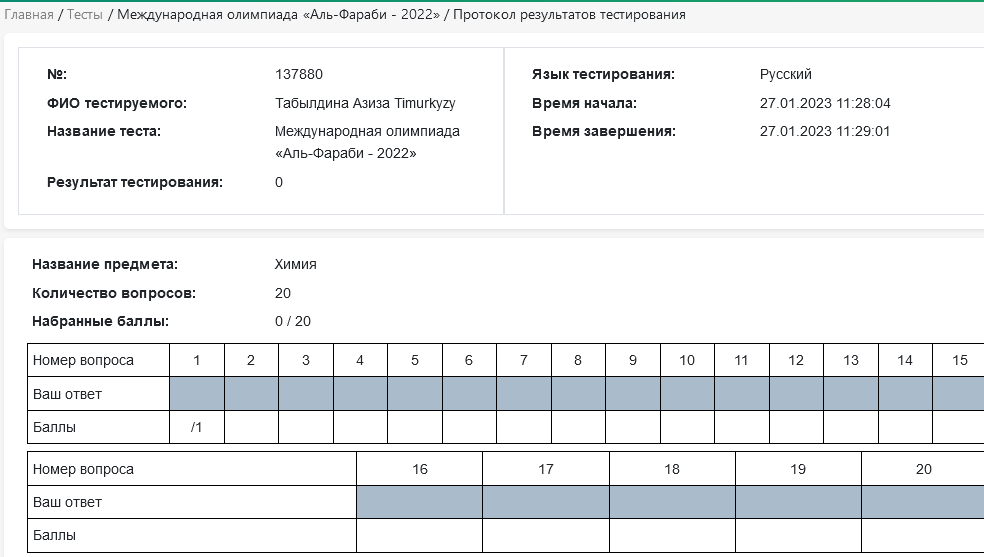 Главная / Тесты / Международная олимпиада «Аль-Фараби - 2022» / Протокол результатов тестирования
№: 137880
ФИО тестируемого: Табылдина Азиза Timurkyzy
Название теста: Международная олимпиада
«Аль-Фараби - 2022»
Результат тестирования: 0
Язык тестирования: Русский
Время начала: 27.01.2023 11:28:04
Время завершения: 27.01.2023 11:29:01
Название предмета: Химия
Количество вопросов: 20
Набранные баллы: 0 / 20
Номер вопроса 1 2 3 4 5 6 7 8 9 10 11 12 13 14 15
Ваш ответ
Баллы /1
Номер вопроса 16 17 18 19 20
Ваш ответ
Баллы